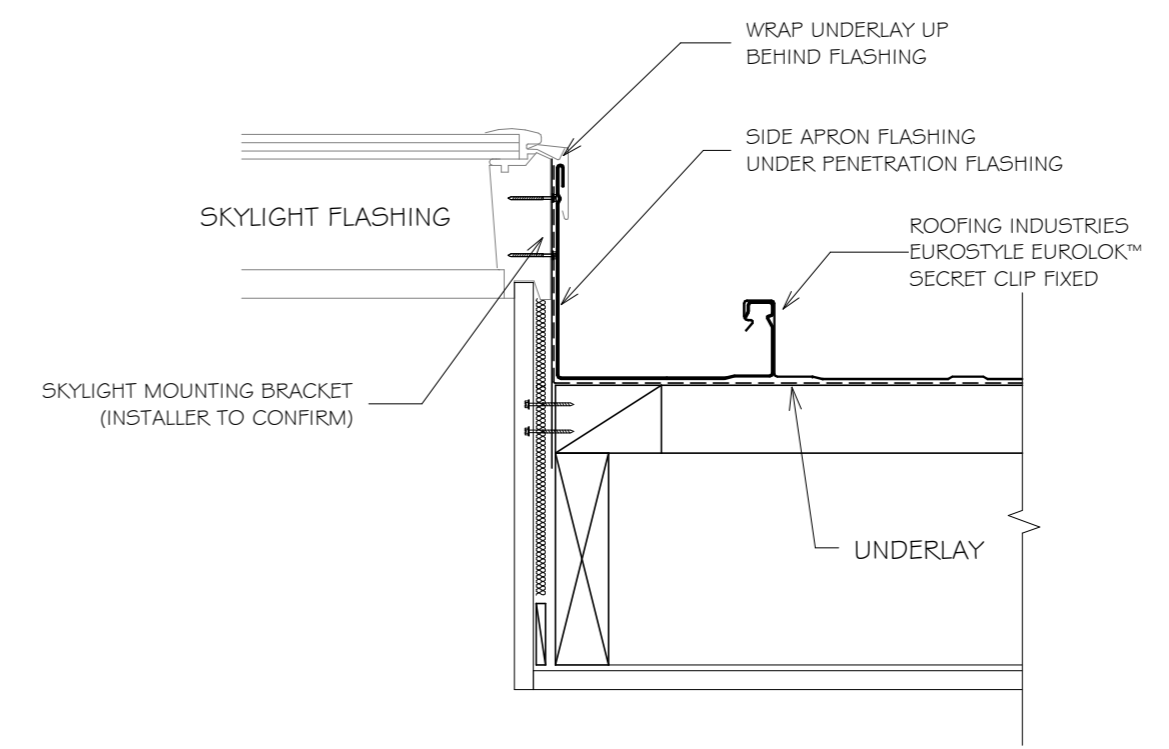 WRAP UNDERLAY UP
BEHIND FLASHING
SIDE APRON FLASHING
UNDER PENETRATION FLASHING
SKYLIGHT FLASHING
ROOFING INDUSTRIES
EUROSTYLE EUROLOK™
SECRET CLIP FIXED
SKYLIGHT MOUNTING BRACKET
(INSTALLER TO CONFIRM)
UNDERLAY